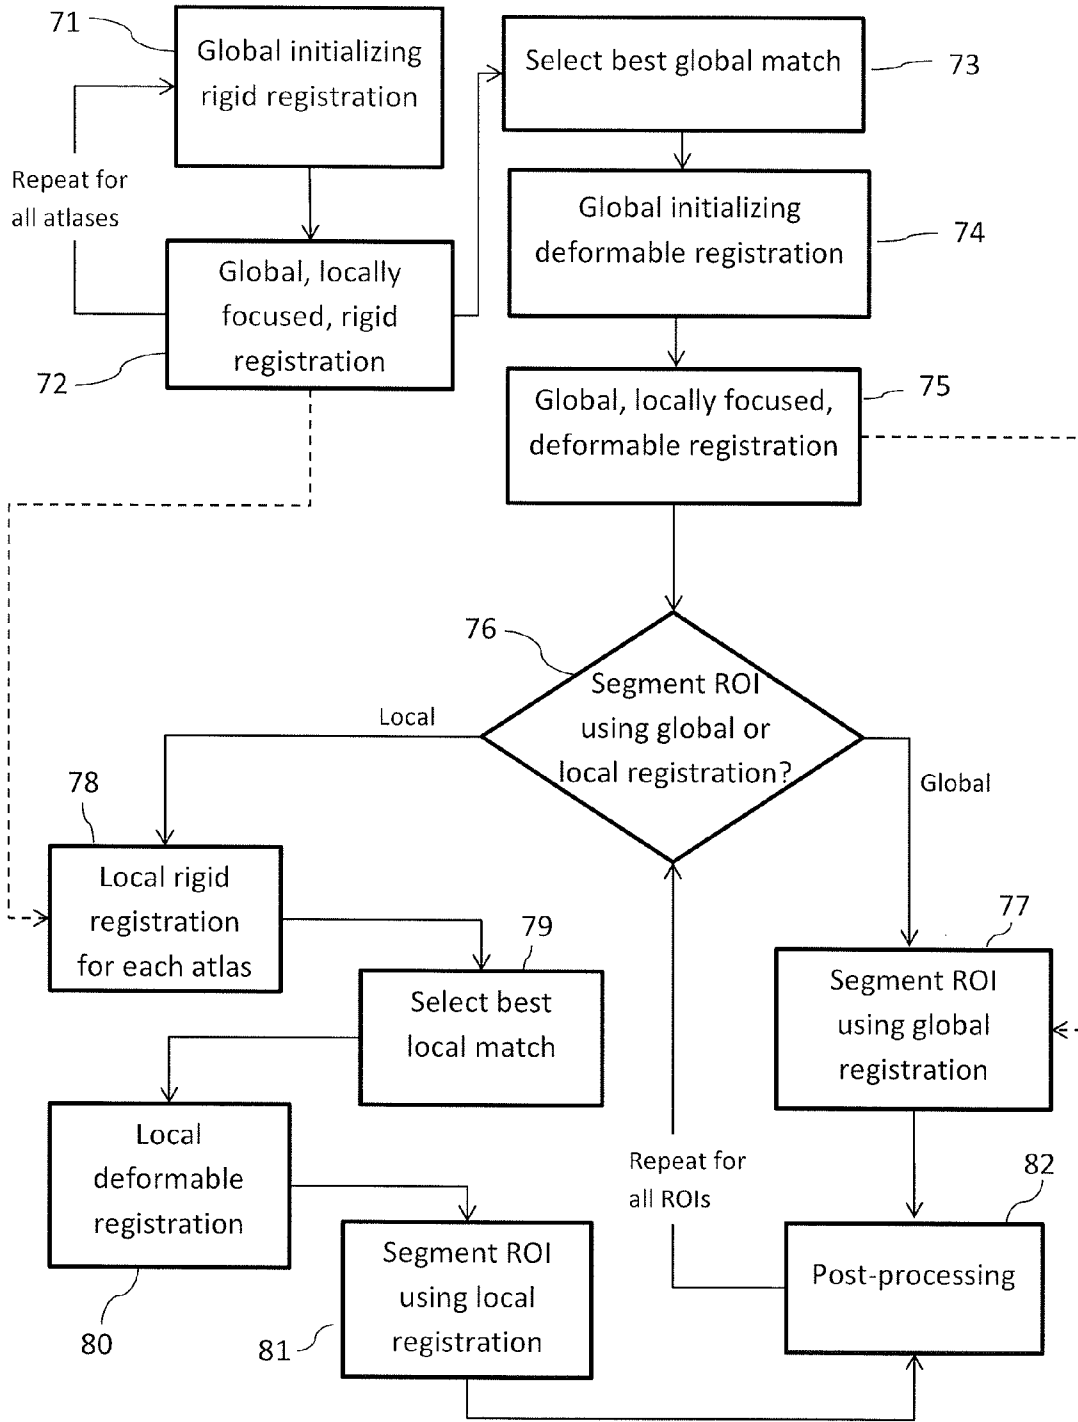 71
Global initializing
rigid registration
Repeat for
all atlases
Global, locally
focused, rigid
registration
72
Select best global match
73
Global initializing
deformable registration
74
Global, locally focused,
deformable registration
75
76
Segment ROI
using global or
local registration?
Local
Global
78
Local rigid
registration
for each atlas
79
Select best
local match
77
Segment ROI
using global
registration
Local
deformable
registration
80
Repeat for
all ROIs
82
Post-processing
Segment ROI
using local
registration
81